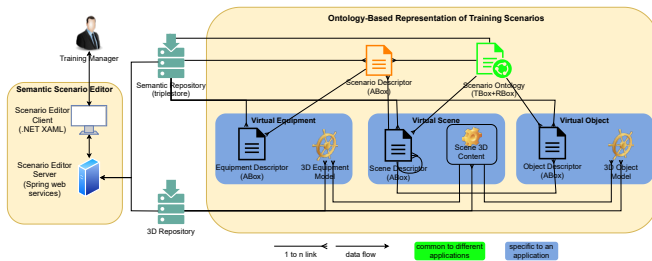 Ontology-Based Representation of Training Scenarios
Training Manager
Semantic Repository
(triplestore)
Scenario Descriptor
(ABox)
Scenario Ontology
(TBox+RBox)
Semantic Scenario Editor
Scenario Editor
Client
(.NET XAML)
Scenario Editor
Server
(Spring web
services)
Virtual Equipment
Equipment Descriptor
(ABox)
3D Equipment
Model
Virtual Scene
Scene Descriptor
(ABox)
Scene 3D
Content
Virtual Object
Object Descriptor
(ABox)
3D Object
Model
3D Repository
1 to n link
data flow
common to different
applications
specific to an
application